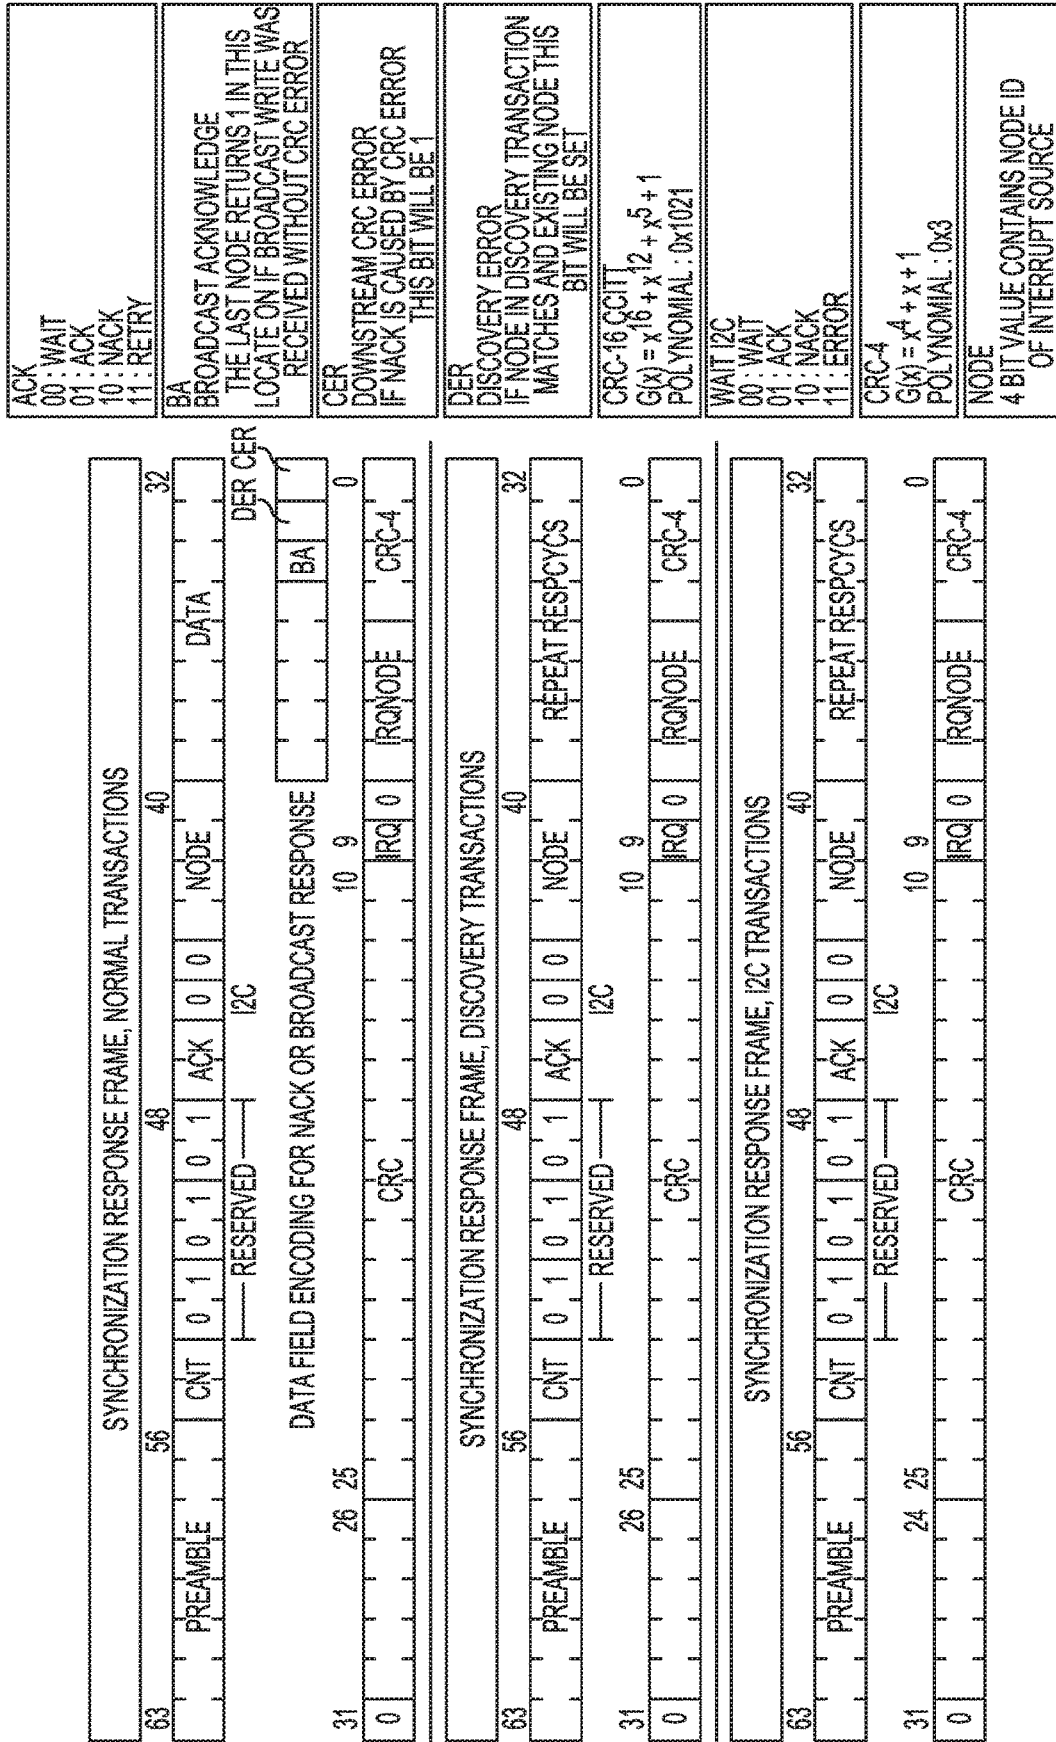 SYNCHRONIZATION RESPONSE FRAME, NORMAL TRANSACTIONS
63 56 48 40 32
PREAMBLE CNT 0 1 0 1 0 1 ACK 0 0 NODE DATA
RESERVED I2C
DATA FIELD ENCODING FOR NACK OR BROADCAST RESPONSE BA DER CER
31 26 25 10 9 0
0 CRC IRQ 0 IRQNODE CRC-4
SYNCHRONIZATION RESPONSE FRAME, DISCOVERY TRANSACTIONS
63 56 48 40 32
PREAMBLE CNT 0 1 0 1 0 1 ACK 0 0 NODE REPEAT RESPCYCS
RESERVED I2C
31 26 25 10 9 0
0 CRC IRQ 0 IRQNODE CRC-4
SYNCHRONIZATION RESPONSE FRAME, I2C TRANSACTIONS
63 56 48 40 32
PREAMBLE CNT 0 1 0 1 0 1 ACK 0 0 NODE REPEAT RESPCYCS
RESERVED I2C
31 24 25 10 9 0
0 CRC IRQ 0 IRQNODE CRC-4
ACK
00 : WAIT
01 : ACK
10 : NACK
11 : RETRY
BA
BROADCAST ACKNOWLEDGE
THE LAST NODE RETURNS 1 IN THIS
LOCATE ON IF BROADCAST WRITE WAS
RECEIVED WITHOUT CRC ERROR
CER
DOWNSTREAM CRC ERROR
IF NACK IS CAUSED BY CRC ERROR
THIS BIT WILL BE 1
DER
DISCOVERY ERROR
IF NODE IN DISCOVERY TRANSACTION
MATCHES AND EXISTING NODE THIS
BIT WILL BE SET
CRC-16 CCITT
G(x) = x^16 + x^12 + x^5 + 1
POLYNOMIAL : 0x1021
WAIT I2C
00 : WAIT
01 : ACK
10 : NACK
11 : ERROR
CRC-4
G(x) = x^4 + x + 1
POLYNOMIAL : 0x3
NODE
4 BIT VALUE CONTAINS NODE ID
OF INTERRUPT SOURCE